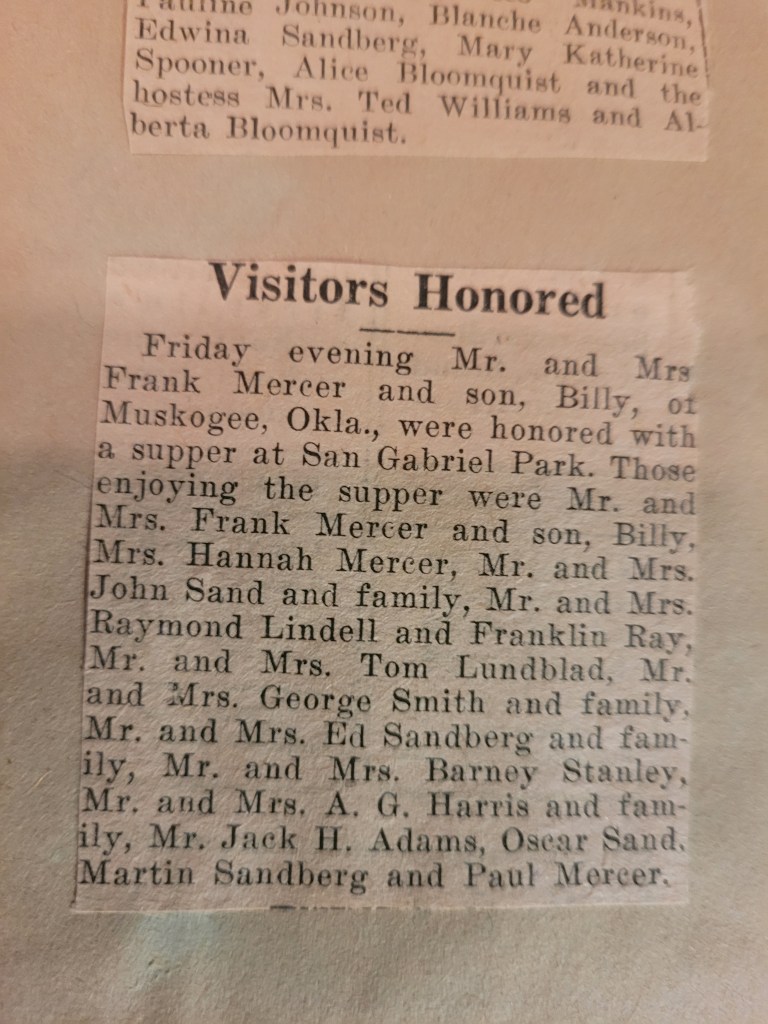 Mankins,
Pauline Johnson, Blanche Anderson,
Edwina Sandberg, Mary Katherine
Spooner, Alice Bloomquist and the
hostess Mrs. Ted Williams and Al-
berta Bloomquist.
Visitors Honored
Friday evening Mr. and Mrs
Frank Mercer and son, Billy, of
Muskogee, Okla., were honored with
a supper at San Gabriel Park. Those
enjoying the supper were Mr. and
Mrs. Frank Mercer and son, Billy,
Mrs. Hannah Mercer, Mr. and Mrs.
John Sand and family, Mr. and Mrs.
Raymond Lindell and Franklin Ray,
Mr. and Mrs. Tom Lundblad, Mr.
and Mrs. George Smith and family,
Mr. and Mrs. Ed Sandberg and fam-
ily, Mr. and Mrs. Barney Stanley,
Mr. and Mrs. A. G. Harris and fam-
ily, Mr. Jack H. Adams, Oscar Sand,
Martin Sandberg and Paul Mercer.